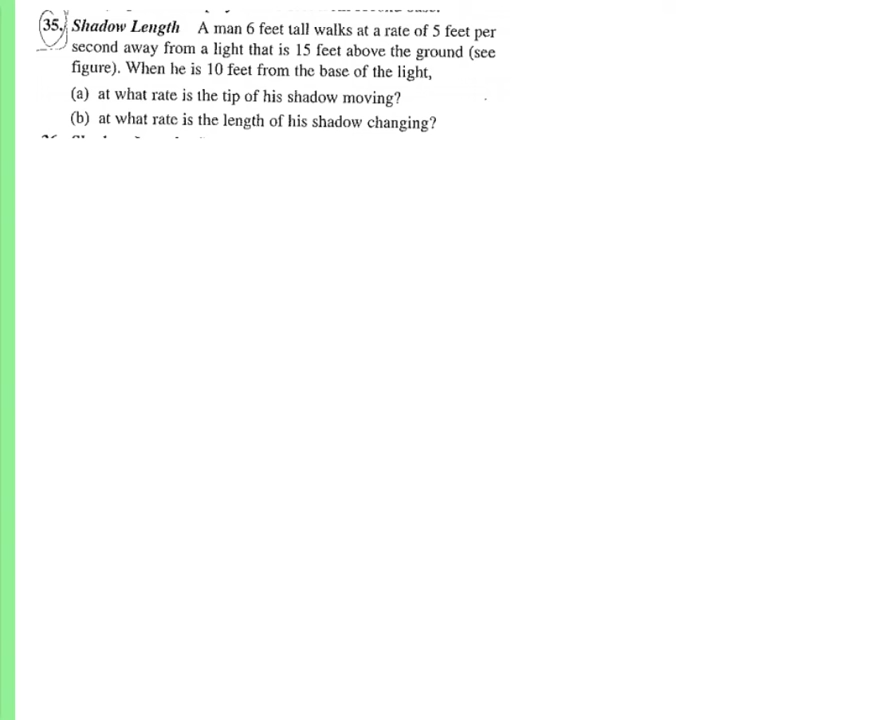 35. Shadow Length A man 6 feet tall walks at a rate of 5 feet per
second away from a light that is 15 feet above the ground (see
figure). When he is 10 feet from the base of the light,
(a) at what rate is the tip of his shadow moving?
(b) at what rate is the length of his shadow changing?